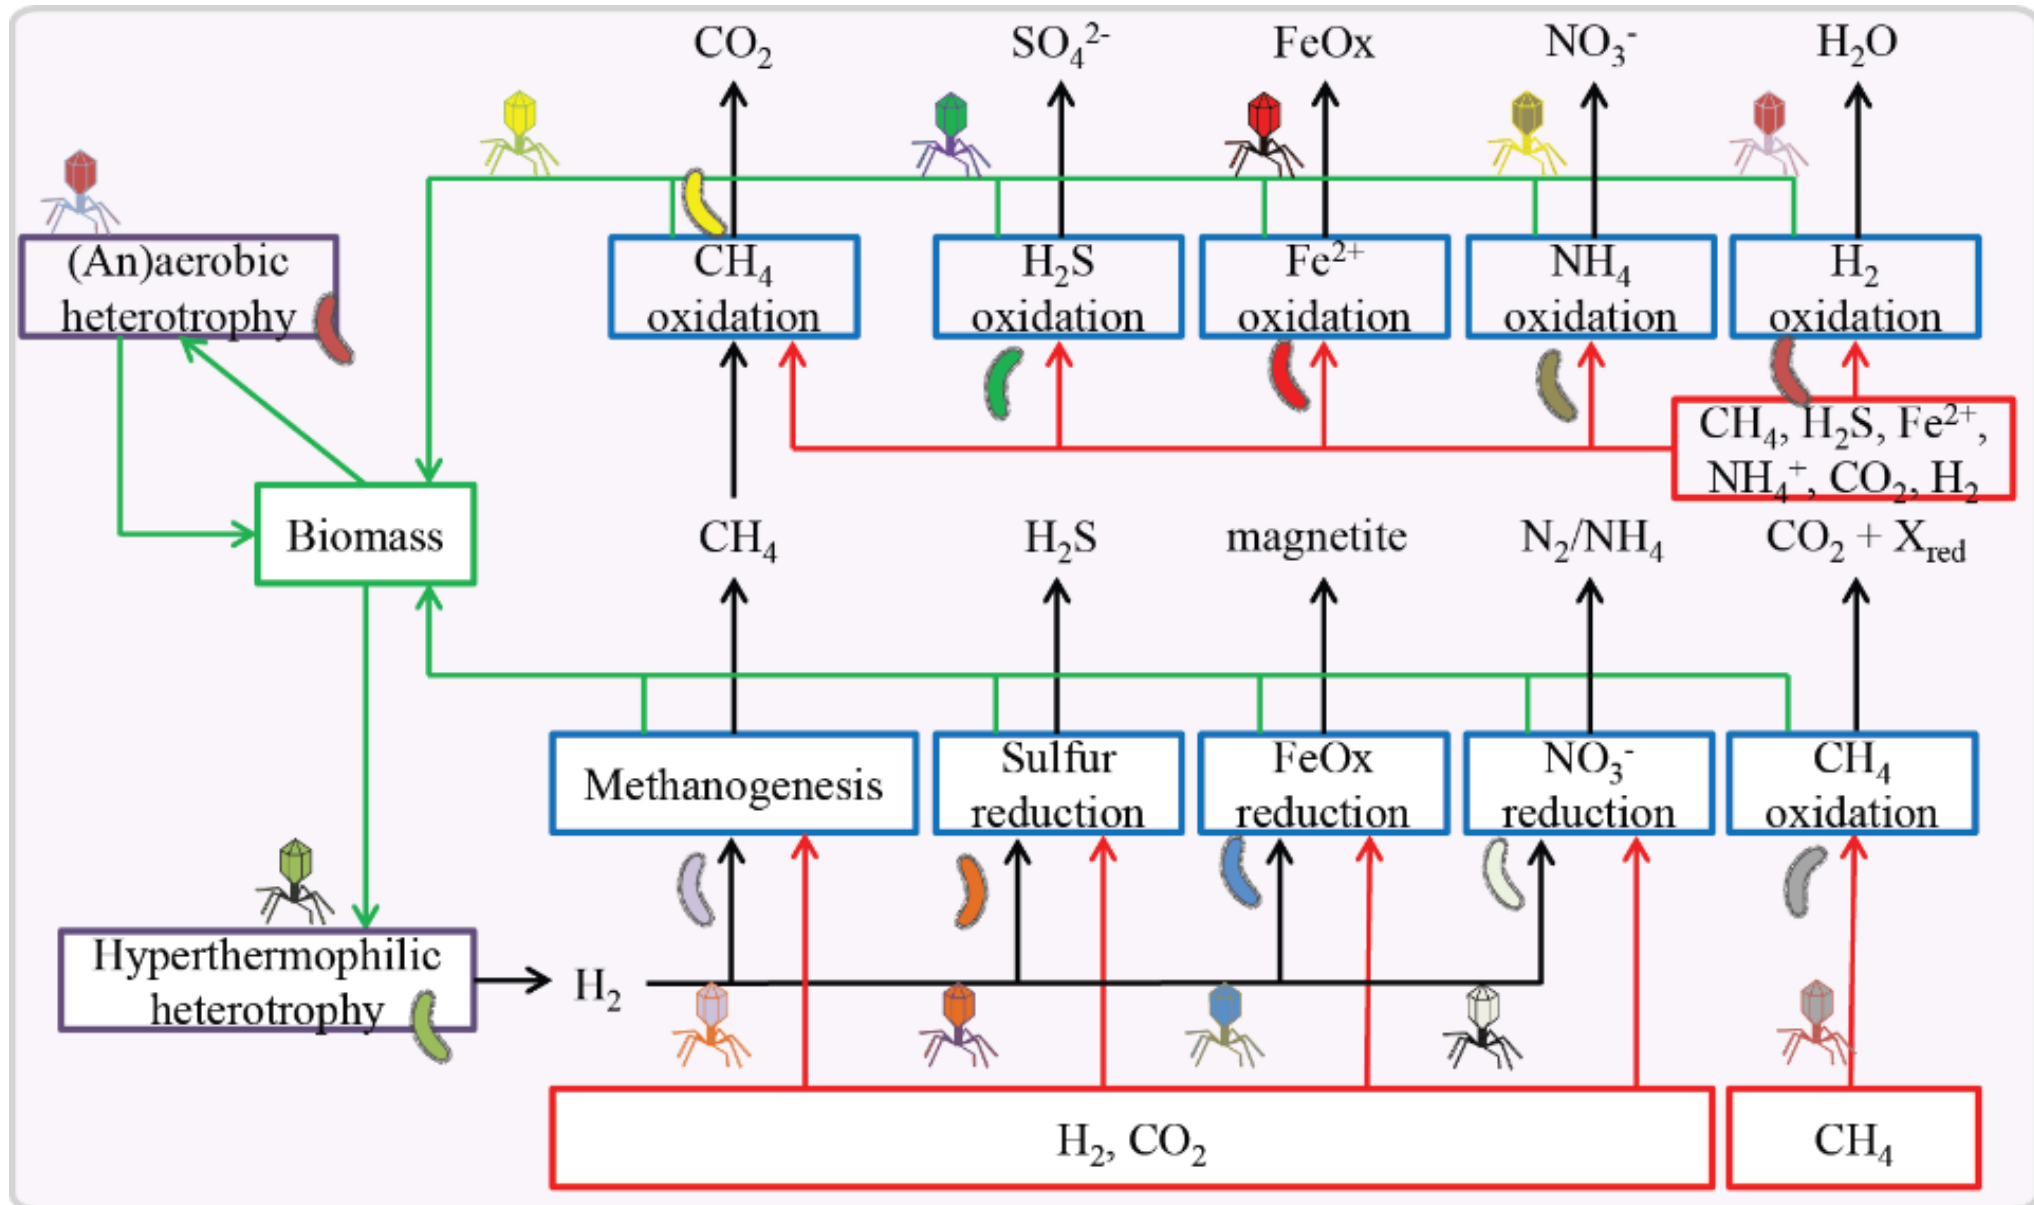 CO₂ SO₄²⁻ FeOx NO₃⁻ H₂O
(An)aerobic
heterotrophy
CH₄
oxidation
H₂S
oxidation
Fe²⁺
oxidation
NH₄
oxidation
H₂
oxidation
CH₄, H₂S, Fe²⁺,
NH₄⁺, CO₂, H₂
Biomass
CH₄ H₂S magnetite N₂/NH₄ CO₂ + Xred
Methanogenesis
Sulfur
reduction
FeOx
reduction
NO₃⁻
reduction
CH₄
oxidation
Hyperthermophilic
heterotrophy
H₂
H₂, CO₂
CH₄